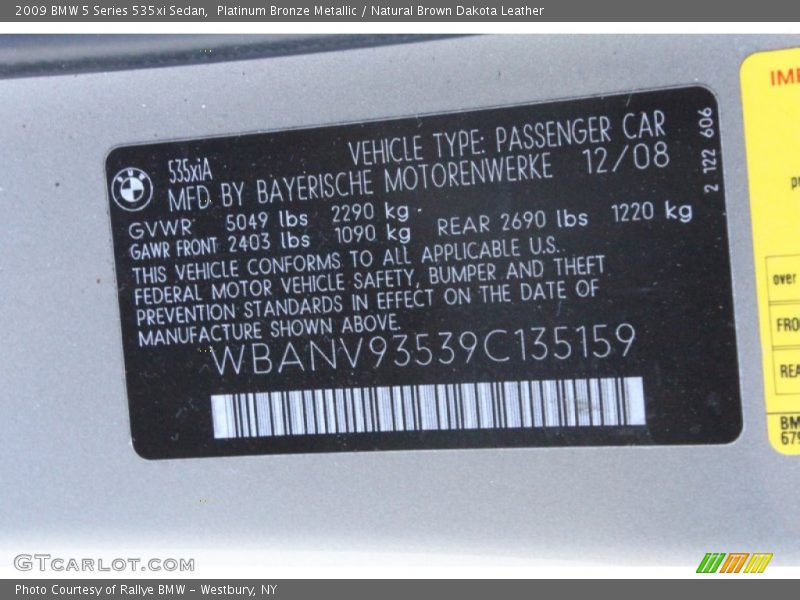 2009 BMW 5 Series 535xi Sedan, Platinum Bronze Metallic / Natural Brown Dakota Leather
BMW
535xiA
VEHICLE TYPE: PASSENGER CAR
MFD BY BAYERISCHE MOTORENWERKE 12/08
2 122 606
GVWR 5049 lbs 2290 kg
GAWR FRONT 2403 lbs 1090 kg REAR 2690 lbs 1220 kg
THIS VEHICLE CONFORMS TO ALL APPLICABLE U.S.
FEDERAL MOTOR VEHICLE SAFETY, BUMPER AND THEFT
PREVENTION STANDARDS IN EFFECT ON THE DATE OF
MANUFACTURE SHOWN ABOVE.
WBANV93539C135159
over
BM
679
GTCARLOT.COM
Photo Courtesy of Rallye BMW - Westbury, NY